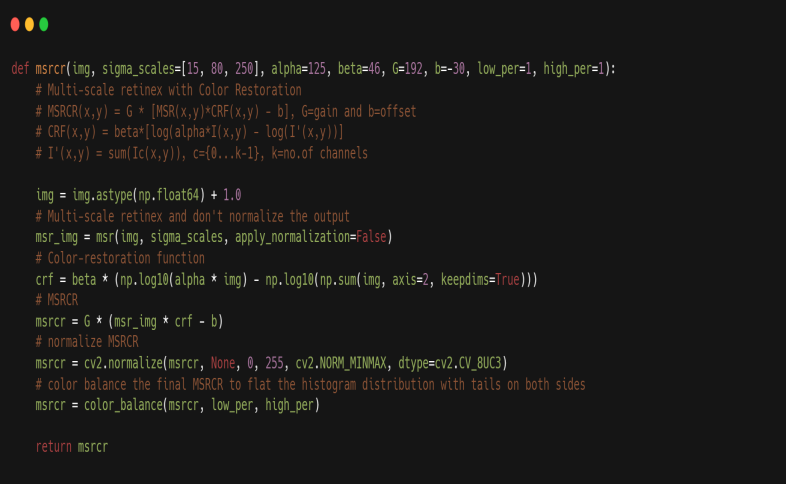 def msrcr(img, sigma_scales=[15, 80, 250], alpha=125, beta=46, G=192, b=-30, low_per=1, high_per=1):
    # Multi-scale retinex with Color Restoration
    # MSRCR(x,y) = G * [MSR(x,y)*CRF(x,y) - b], G=gain and b=offset
    # CRF(x,y) = beta*[log(alpha*I(x,y) - log(I'(x,y))]
    # I'(x,y) = sum(Ic(x,y)), c={0...k-1}, k=no.of channels

    img = img.astype(np.float64) + 1.0
    # Multi-scale retinex and don't normalize the output
    msr_img = msr(img, sigma_scales, apply_normalization=False)
    # Color-restoration function
    crf = beta * (np.log10(alpha * img) - np.log10(np.sum(img, axis=2, keepdims=True)))
    # MSRCR
    msrcr = G * (msr_img * crf - b)
    # normalize MSRCR
    msrcr = cv2.normalize(msrcr, None, 0, 255, cv2.NORM_MINMAX, dtype=cv2.CV_8UC3)
    # color balance the final MSRCR to flat the histogram distribution with tails on both sides
    msrcr = color_balance(msrcr, low_per, high_per)

    return msrcr